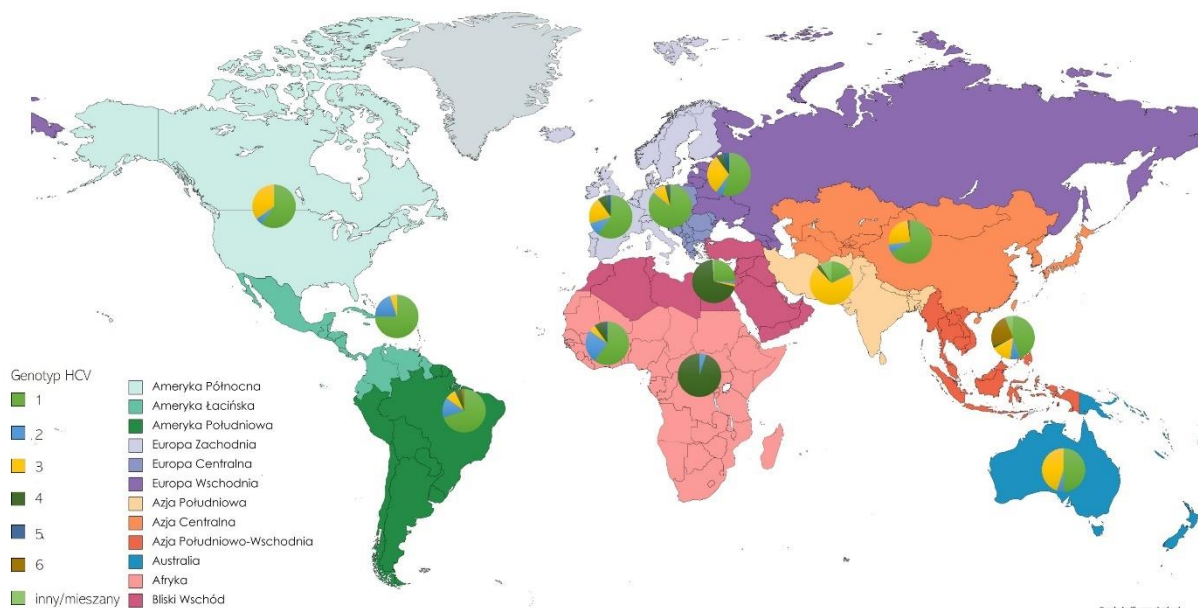 Genotyp HCV
1
2
3
4
5.
6
inny/mieszany
Ameryka Północna
Ameryka Łacińska
Ameryka Południowa
Europa Zachodnia
Europa Centralna
Europa Wschodnia
Azja Południowa
Azja Centralna
Azja Południowo-Wschodnia
Australia
Afryka
Bliski Wschód